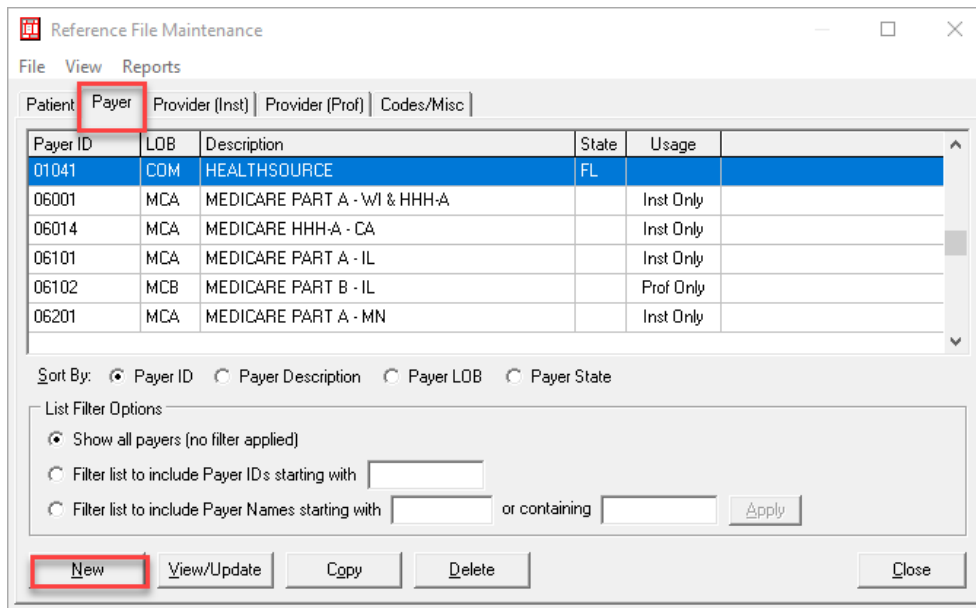 Reference File Maintenance
File View Reports
Patient Payer Provider (Inst) Provider (Prof) Codes/Misc
Payer ID LOB Description State Usage
01041 COM HEALTHSOURCE FL
06001 MCA MEDICARE PART A - WI & HHH-A Inst Only
06014 MCA MEDICARE HHH-A - CA Inst Only
06101 MCA MEDICARE PART A - IL Inst Only
06102 MCB MEDICARE PART B - IL Prof Only
06201 MCA MEDICARE PART A - MN Inst Only
Sort By: Payer ID Payer Description Payer LOB Payer State
List Filter Options
Show all payers (no filter applied)
Filter list to include Payer IDs starting with
Filter list to include Payer Names starting with or containing Apply
New View/Update Copy Delete Close